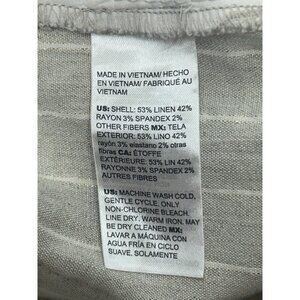 MADE IN VIETNAM/ HECHO
EN VIETNAM/ FABRIQUÉ AU
VIETNAM
US: SHELL: 53% LINEN 42%
RAYON 3% SPANDEX 2%
OTHER FIBERS MX: TELA
EXTERIOR: 53% LINO 42%
rayón 3% elastano 2% otras
fibras CA: ÉTOFFE
EXTÉRIEURE: 53% LIN 42%
RAYONNE 3% SPANDEX 2%
AUTRES FIBRES
US: MACHINE WASH COLD,
GENTLE CYCLE. ONLY
NON-CHLORINE BLEACH.
LINE DRY. WARM IRON. MAY
BE DRY CLEANED MX:
LAVAR A MÁQUINA CON
AGUA FRÍA EN CICLO
SUAVE. SOLAMENTE